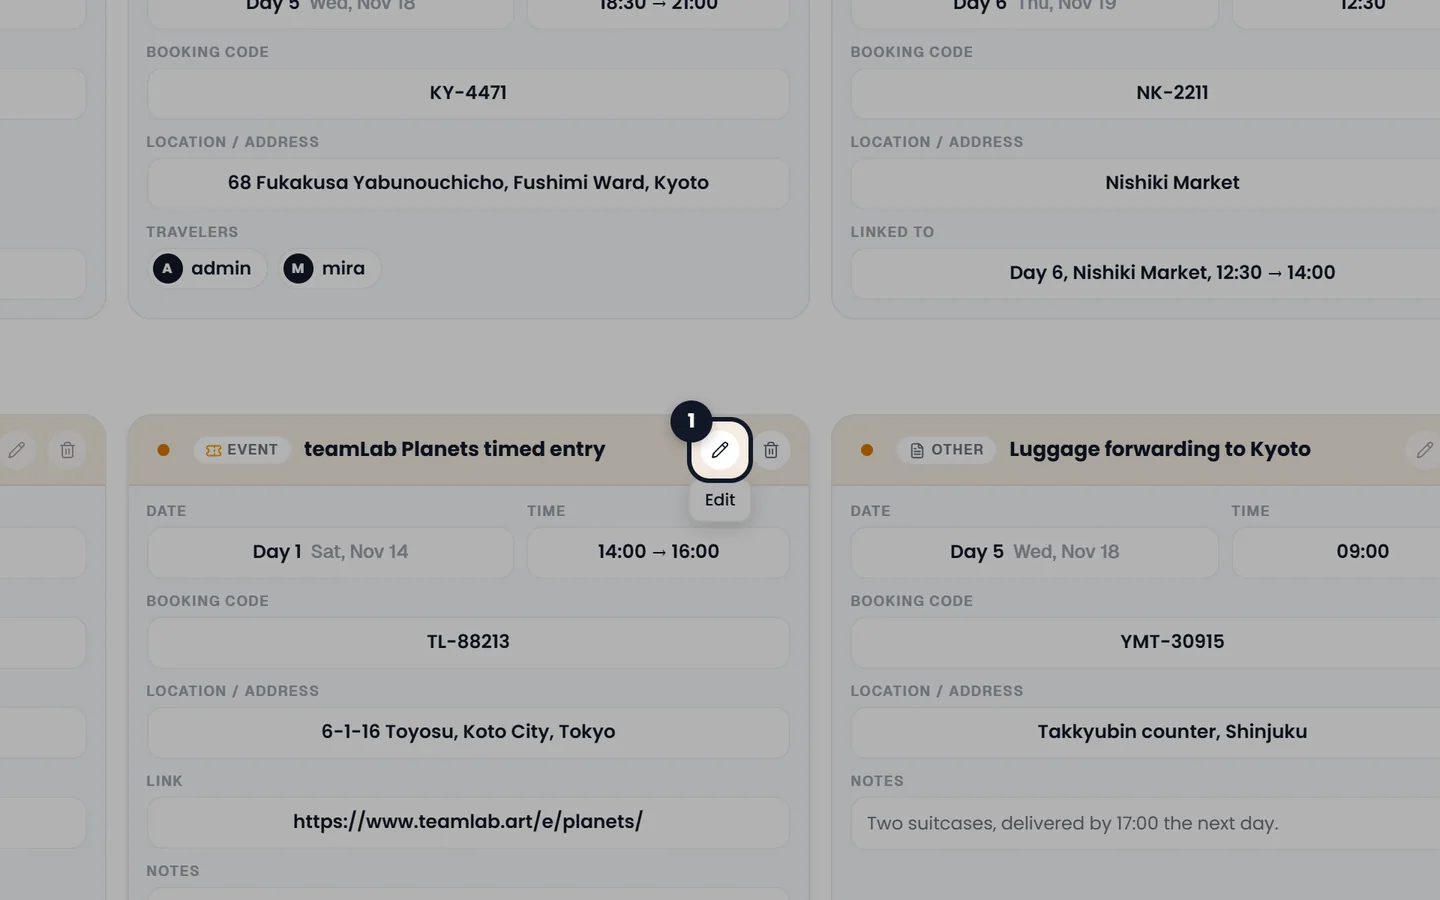 Day 5 Wed, Nov 18
18:30 → 21:00
BOOKING CODE
KY-4471
LOCATION / ADDRESS
68 Fukakusa Yabunouchicho, Fushimi Ward, Kyoto
TRAVELERS
A admin M mira
Day 6 Thu, Nov 19
12:30
BOOKING CODE
NK-2211
LOCATION / ADDRESS
Nishiki Market
LINKED TO
Day 6, Nishiki Market, 12:30 → 14:00
EVENT teamLab Planets timed entry
1
Edit
DATE
Day 1 Sat, Nov 14
TIME
14:00 → 16:00
BOOKING CODE
TL-88213
LOCATION / ADDRESS
6-1-16 Toyosu, Koto City, Tokyo
LINK
https://www.teamlab.art/e/planets/
NOTES
OTHER Luggage forwarding to Kyoto
DATE
Day 5 Wed, Nov 18
TIME
09:00
BOOKING CODE
YMT-30915
LOCATION / ADDRESS
Takkyubin counter, Shinjuku
NOTES
Two suitcases, delivered by 17:00 the next day.